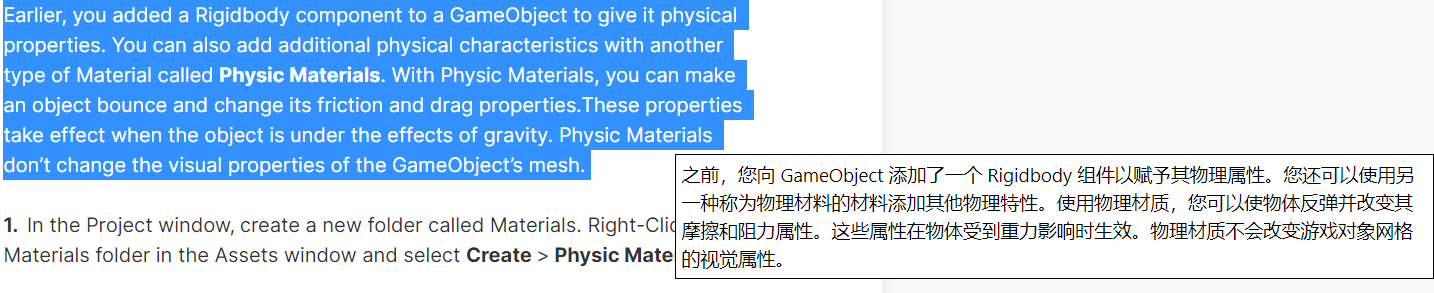 Earlier, you added a Rigidbody component to a GameObject to give it physical
properties. You can also add additional physical characteristics with another
type of Material called Physic Materials. With Physic Materials, you can make
an object bounce and change its friction and drag properties.These properties
take effect when the object is under the effects of gravity. Physic Materials
don’t change the visual properties of the GameObject’s mesh.
1. In the Project window, create a new folder called Materials. Right-Clic
Materials folder in the Assets window and select Create > Physic Mate
之前，您向 GameObject 添加了一个 Rigidbody 组件以赋予其物理属性。您还可以使用另
一种称为物理材料的材料添加其他物理特性。使用物理材质，您可以使物体反弹并改变其
摩擦和阻力属性。这些属性在物体受到重力影响时生效。物理材质不会改变游戏对象网格
的视觉属性。